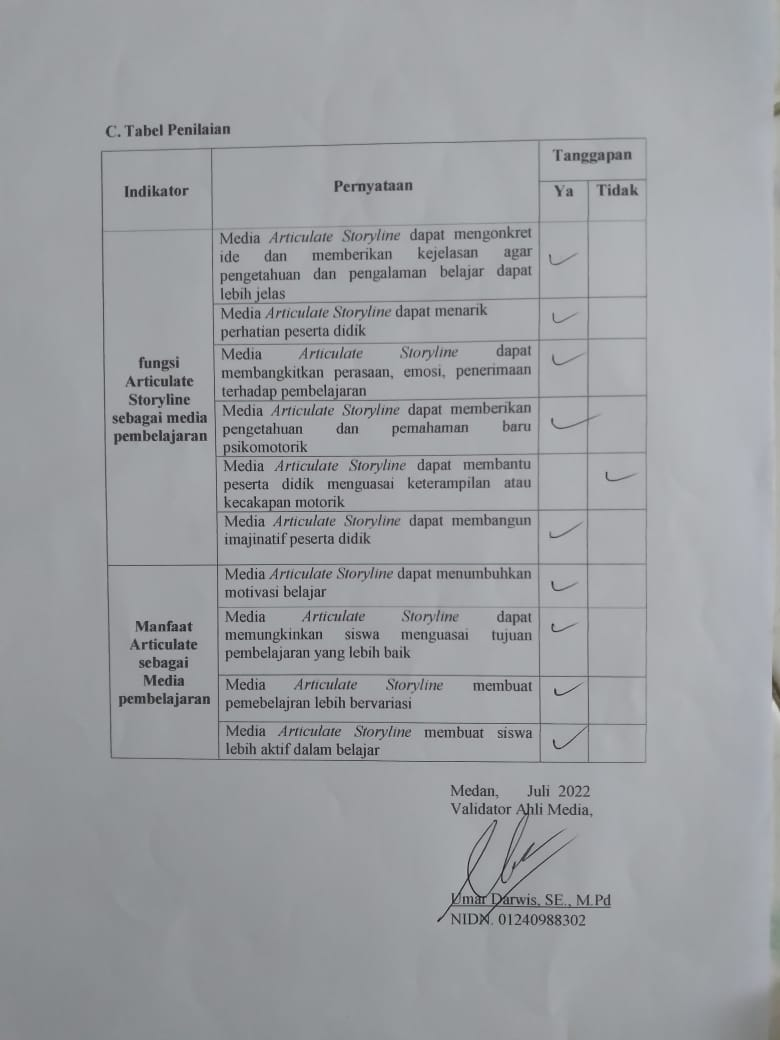 C. Tabel Penilaian
Indikator
Pernyataan
Tanggapan
Ya
Tidak
fungsi
Articulate
Storyline
sebagai media
pembelajaran
Media Articulate Storyline dapat mengonkret
ide dan memberikan kejelasan agar
pengetahuan dan pengalaman belajar dapat
lebih jelas
✓
Media Articulate Storyline dapat menarik
perhatian peserta didik
✓
Media Articulate Storyline dapat
membangkitkan perasaan, emosi, penerimaan
terhadap pembelajaran
✓
Media Articulate Storyline dapat memberikan
pengetahuan dan pemahaman baru
psikomotorik
✓
Media Articulate Storyline dapat membantu
peserta didik menguasai keterampilan atau
kecakapan motorik
✓
Media Articulate Storyline dapat membangun
imajinatif peserta didik
✓
Manfaat
Articulate
sebagai
Media
pembelajaran
Media Articulate Storyline dapat menumbuhkan
motivasi belajar
✓
Media Articulate Storyline dapat
memungkinkan siswa menguasai tujuan
pembelajaran yang lebih baik
✓
Media Articulate Storyline membuat
pemebelajran lebih bervariasi
✓
Media Articulate Storyline membuat siswa
lebih aktif dalam belajar
✓
Medan, Juli 2022
Validator Ahli Media,
Umar Darwis, SE., M.Pd
NIDN. 01240988302